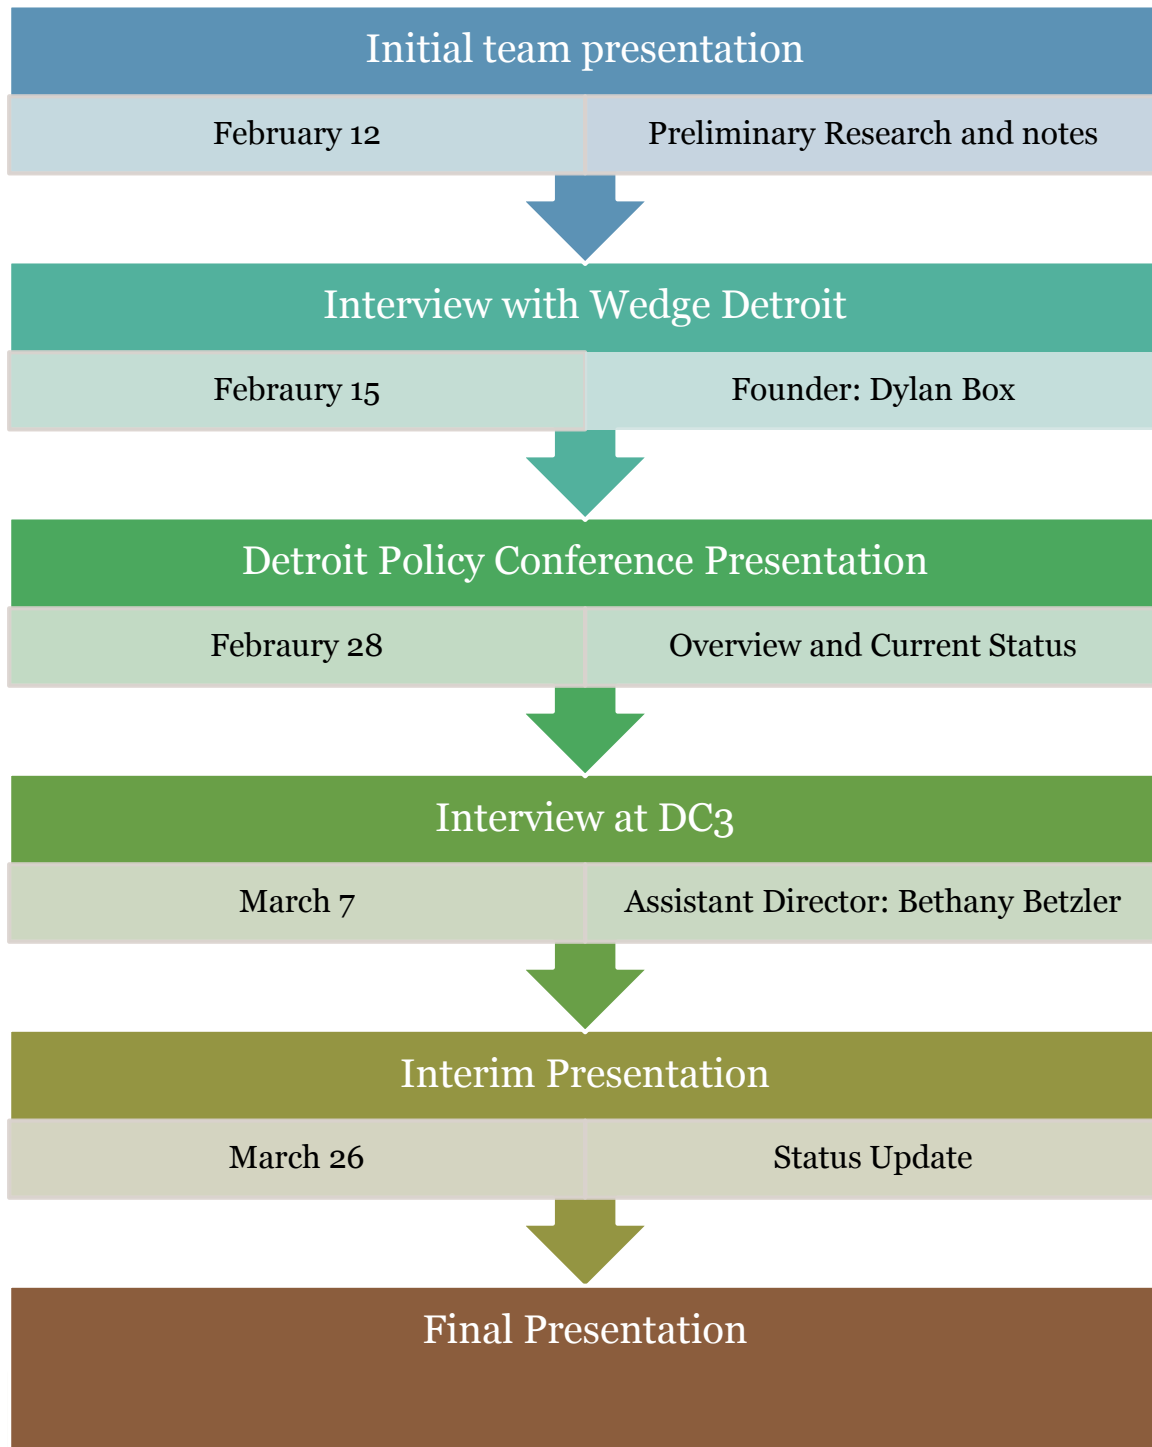 Initial team presentation
February 12
Preliminary Research and notes
Interview with Wedge Detroit
Febraury 15
Founder: Dylan Box
Detroit Policy Conference Presentation
Febraury 28
Overview and Current Status
Interview at DC3
March 7
Assistant Director: Bethany Betzler
Interim Presentation
March 26
Status Update
Final Presentation